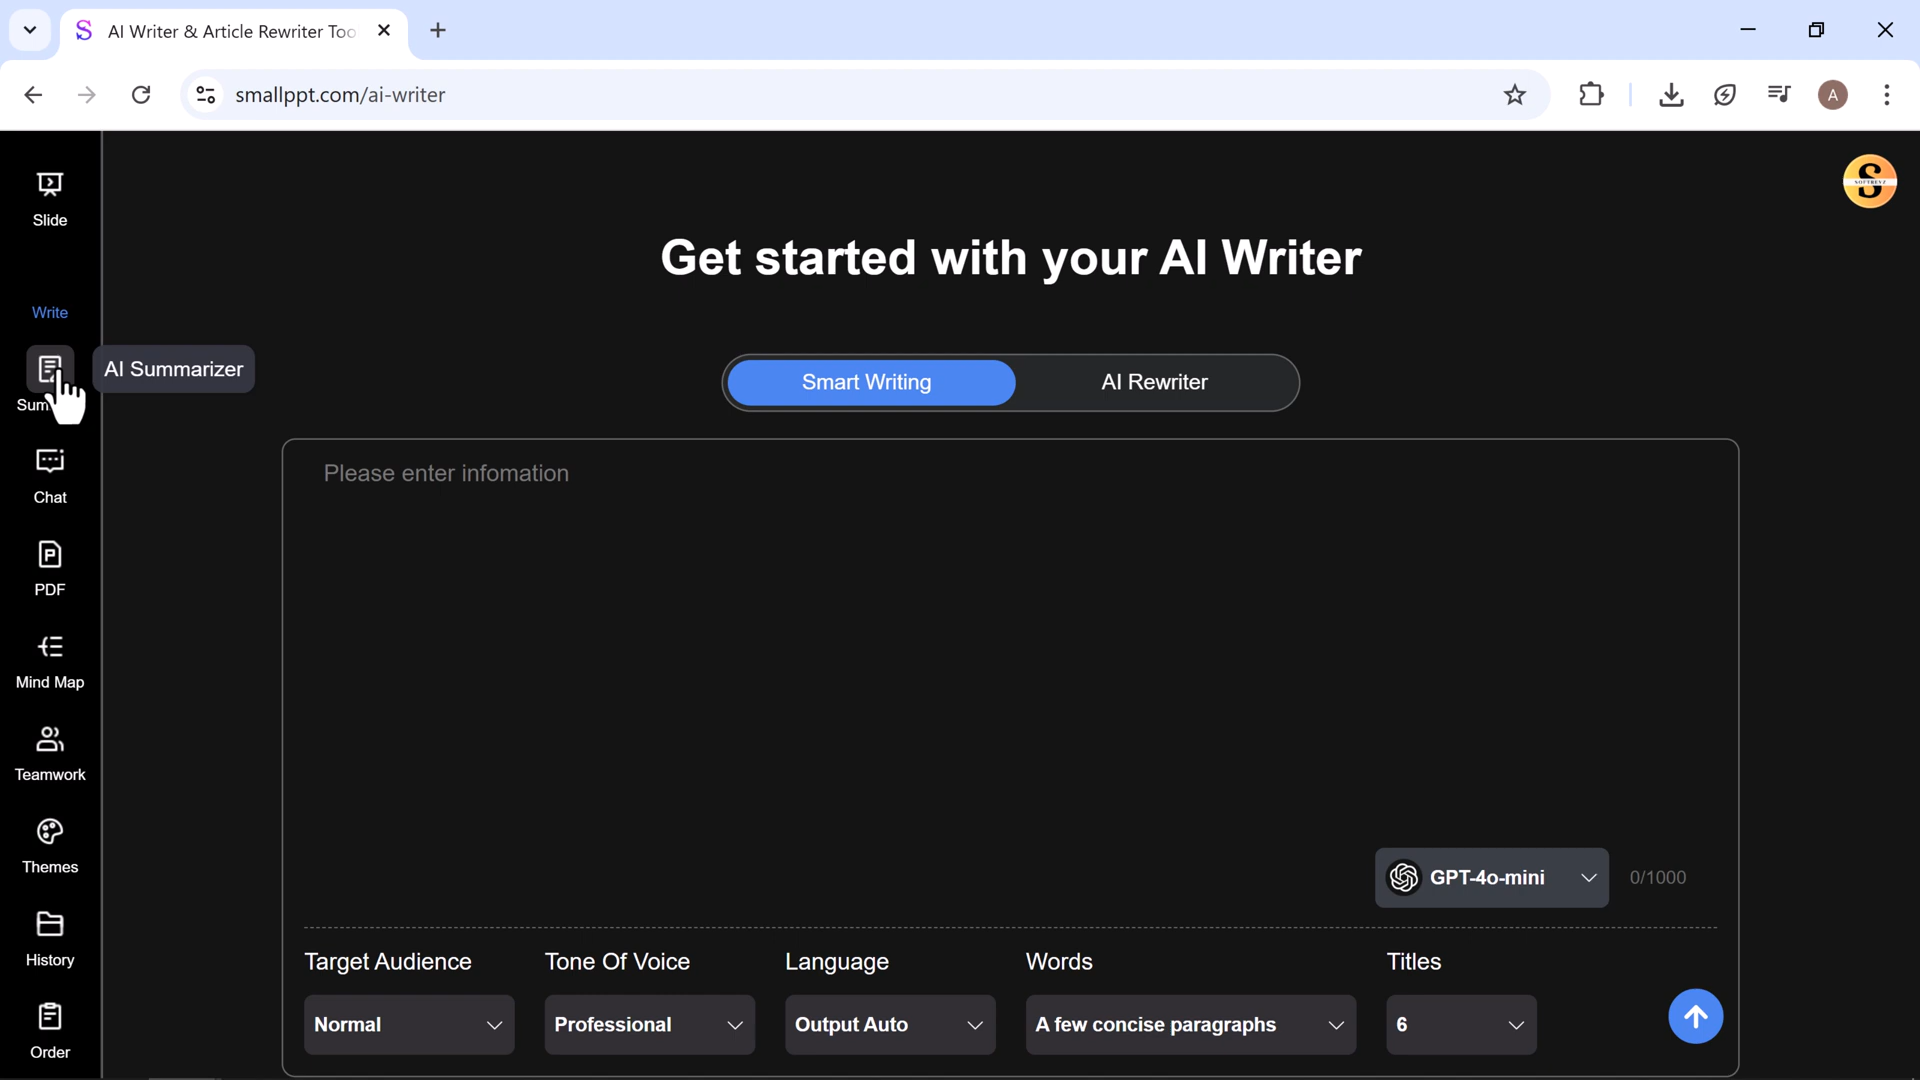 AI Writer & Article Rewriter Too
smallppt.com/ai-writer
A
Slide
SOFTREYZ
Get started with your AI Writer
Write
AI Summarizer
Smart Writing
AI Rewriter
Sum
Please enter infomation
Chat
PDF
Mind Map
Teamwork
Themes
GPT-4o-mini
0/1000
History
Target Audience
Tone Of Voice
Language
Words
Titles
Normal
Professional
Output Auto
A few concise paragraphs
6
Order